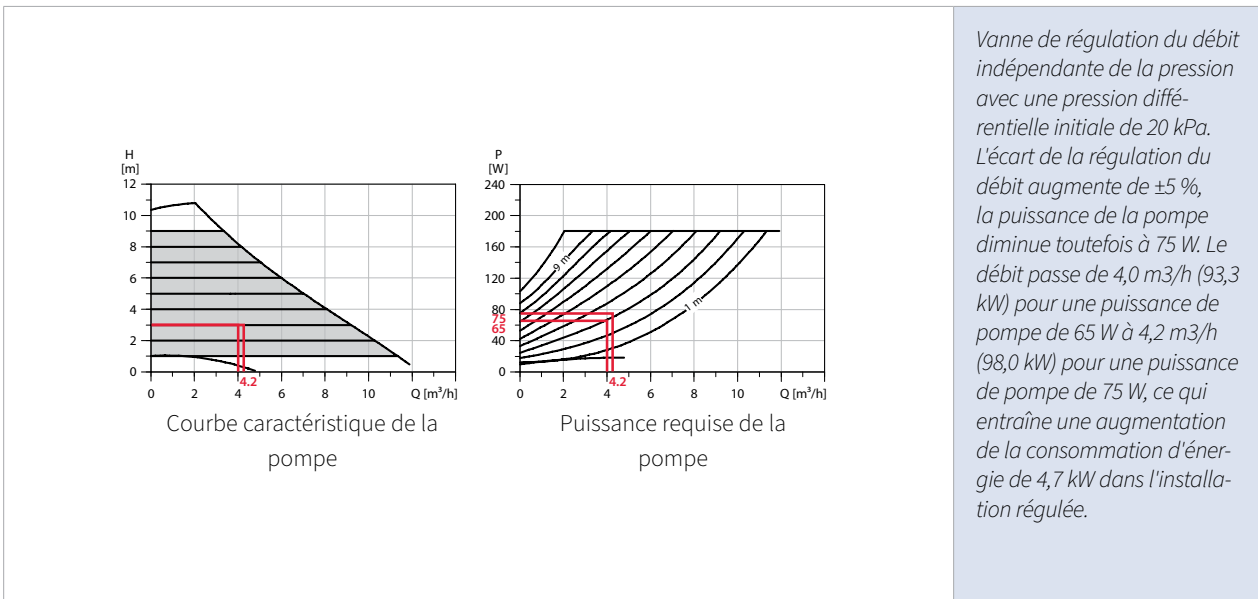 H
[m]
12
10
8
6
4
2
0
0 2 4 6 8 10 Q [m³/h]
4.2
Courbe caractéristique de la
pompe
P
[W]
240
200
160
120
80
75
65
40
0
9 m
1 m
0 2 4 6 8 10 Q [m³/h]
4.2
Puissance requise de la
pompe
Vanne de régulation du débit
indépendante de la pression
avec une pression diffé-
rentielle initiale de 20 kPa.
L'écart de la régulation du
débit augmente de ±5 %,
la puissance de la pompe
diminue toutefois à 75 W. Le
débit passe de 4,0 m3/h (93,3
kW) pour une puissance de
pompe de 65 W à 4,2 m3/h
(98,0 kW) pour une puissance
de pompe de 75 W, ce qui
entraîne une augmentation
de la consommation d'éner-
gie de 4,7 kW dans l'installa-
tion régulée.